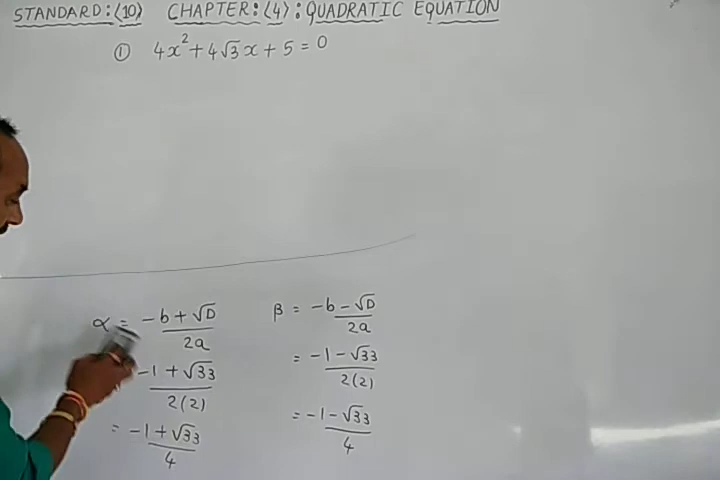 STANDARD:⟨10⟩ CHAPTER:⟨4⟩: QUADRATIC EQUATION
① 4x² + 4√3x + 5 = 0
α = (-b + √D)/2a
-1 + √33/2(2)
= -1 + √33/4
β = -b - √D/2a
= -1 - √33/2(2)
= -1 - √33/4